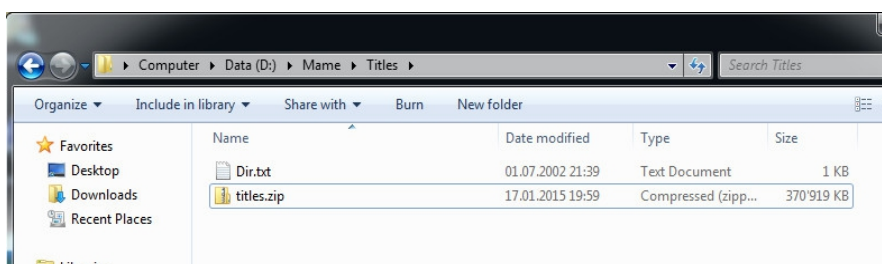 Computer Data (D:) Mame Titles
Search Titles
Organize Include in library Share with Burn New folder
Favorites
Desktop
Downloads
Recent Places
Name Date modified Type Size
Dir.txt 01.07.2002 21:39 Text Document 1 KB
titles.zip 17.01.2015 19:59 Compressed (zipp... 370'919 KB